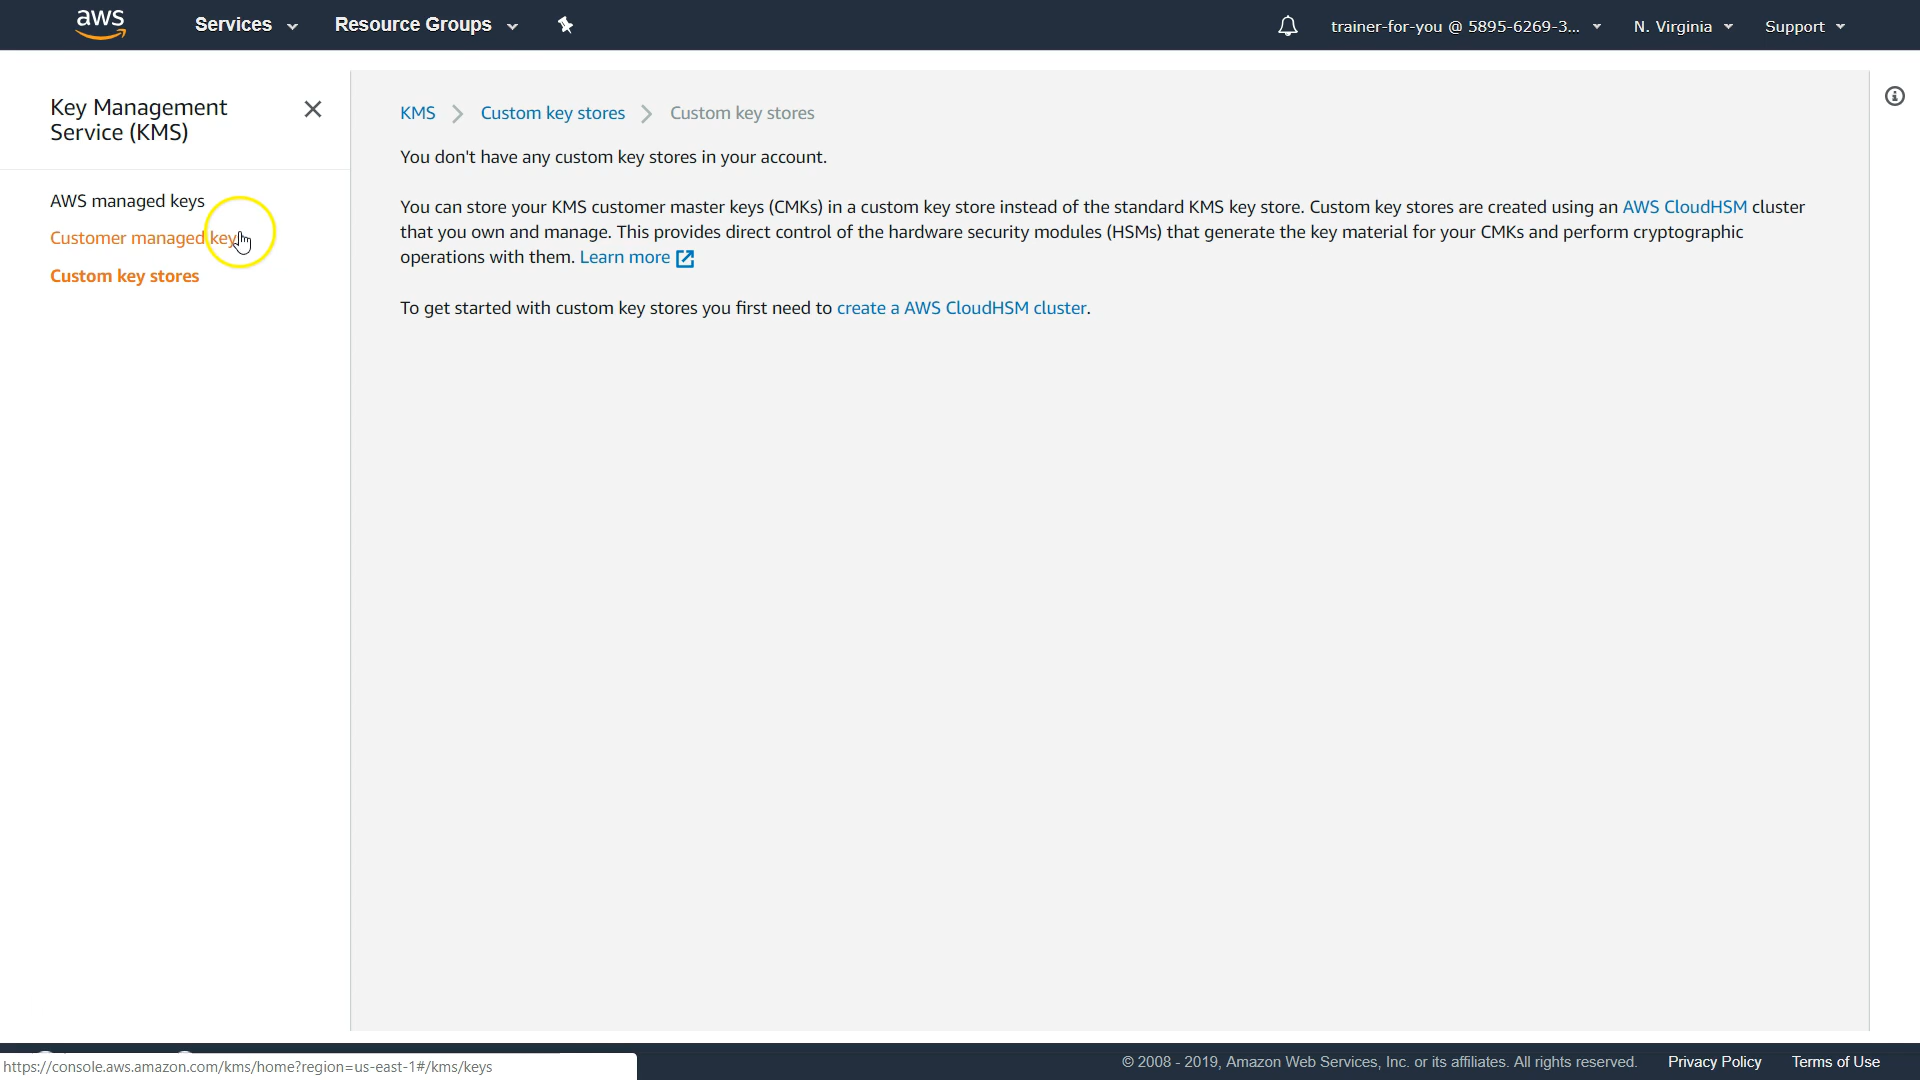 aws Services Resource Groups trainer-for-you @ 5895-6269-3... N. Virginia Support
Key Management
Service (KMS)
AWS managed keys
Customer managed key
Custom key stores
KMS Custom key stores Custom key stores
You don't have any custom key stores in your account.
You can store your KMS customer master keys (CMKs) in a custom key store instead of the standard KMS key store. Custom key stores are created using an AWS CloudHSM cluster
that you own and manage. This provides direct control of the hardware security modules (HSMs) that generate the key material for your CMKs and perform cryptographic
operations with them. Learn more
To get started with custom key stores you first need to create a AWS CloudHSM cluster.
https://console.aws.amazon.com/kms/home?region=us-east-1#/kms/keys
© 2008 - 2019, Amazon Web Services, Inc. or its affiliates. All rights reserved. Privacy Policy Terms of Use